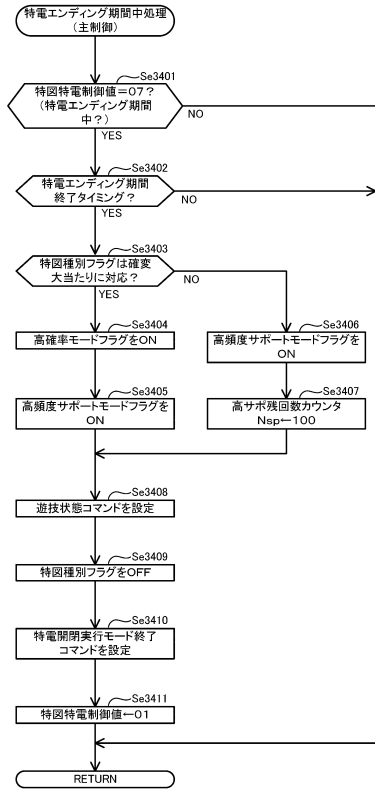 特電エンディング期間中処理
（主制御）
Se3401
特図特電制御値＝07？
（特電エンディング期間
中？）
NO
YES
Se3402
特電エンディング期間
終了タイミング？
NO
YES
Se3403
特図種別フラグは確変
大当たりに対応？
NO
YES
Se3404
高確率モードフラグをON
Se3406
高頻度サポートモードフラグを
ON
Se3405
高頻度サポートモードフラグを
ON
Se3407
高サポ残回数カウンタ
Nsp←100
Se3408
遊技状態コマンドを設定
Se3409
特図種別フラグをOFF
Se3410
特電開閉実行モード終了
コマンドを設定
Se3411
特図特電制御値←01
RETURN